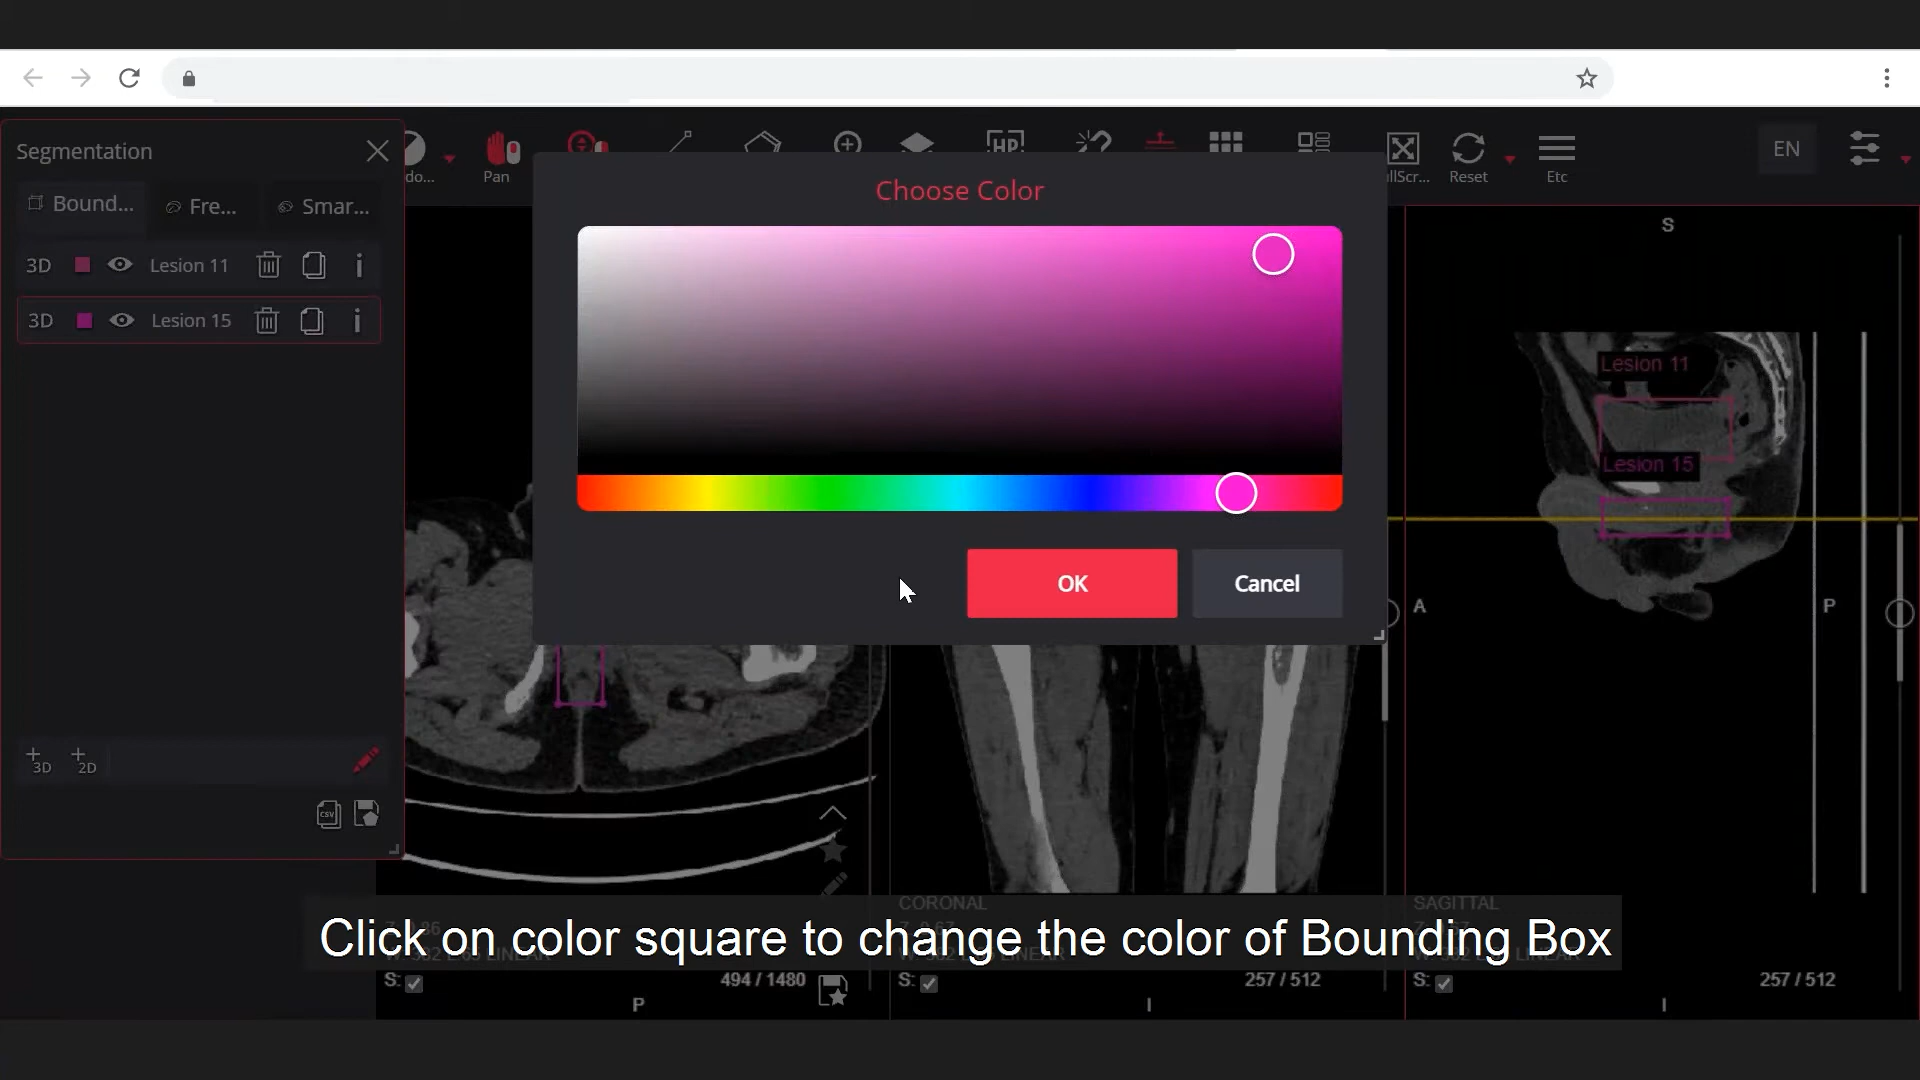 Segmentation
do...
Pan
HP
llScr...
Reset
Etc
EN
Bound...
Fre...
Smar...
Choose Color
3D Lesion 11
3D Lesion 15
OK
Cancel
S
Lesion 11
Lesion 15
A
P
3D
2D
CSV
CORONAL
SAGITTAL
Click on color square to change the color of Bounding Box
S:
494 / 1480
S:
257 / 512
S:
257 / 512
P
I
I